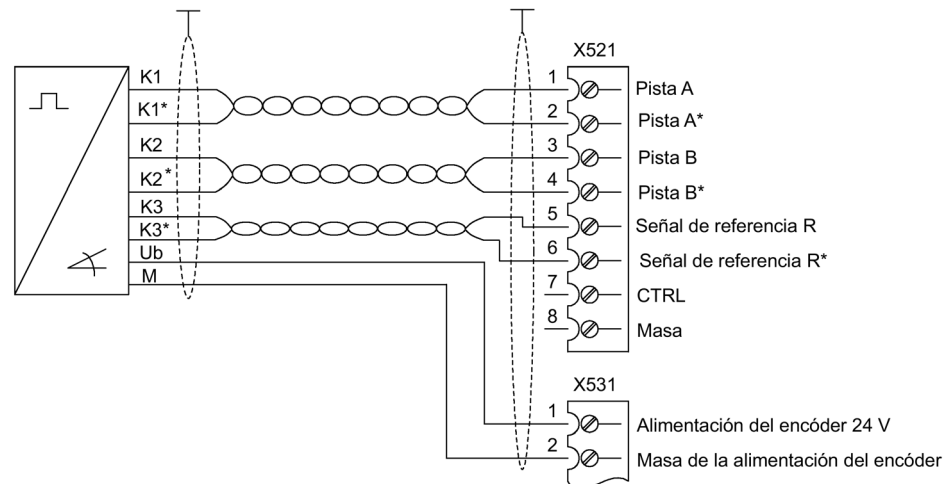 X521
K1
1
Pista A
K1*
2
Pista A*
K2
3
Pista B
K2*
4
Pista B*
K3
5
Señal de referencia R
K3*
6
Señal de referencia R*
Ub
M
7
CTRL
8
Masa
X531
1
Alimentación del encóder 24 V
2
Masa de la alimentación del encóder